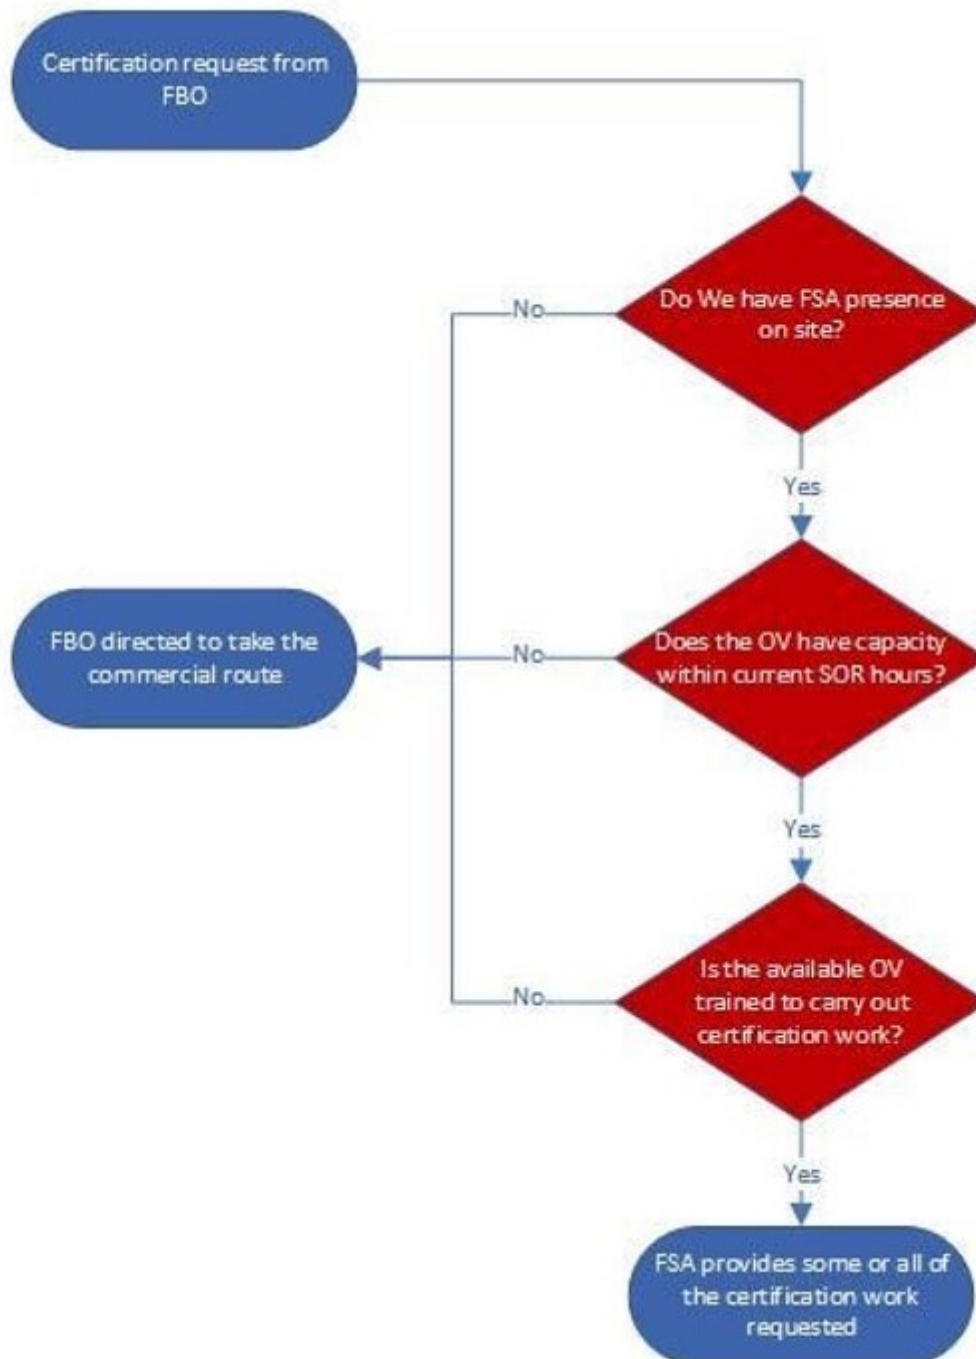 Certification request from
FBO
Do We have FSA presence
on site?
No
Yes
FBO directed to take the
commercial route
No
Does the OV have capacity
within current SOR hours?
Yes
Is the available OV
trained to carry out
certification work?
No
Yes
FSA provides some or all of
the certification work
requested